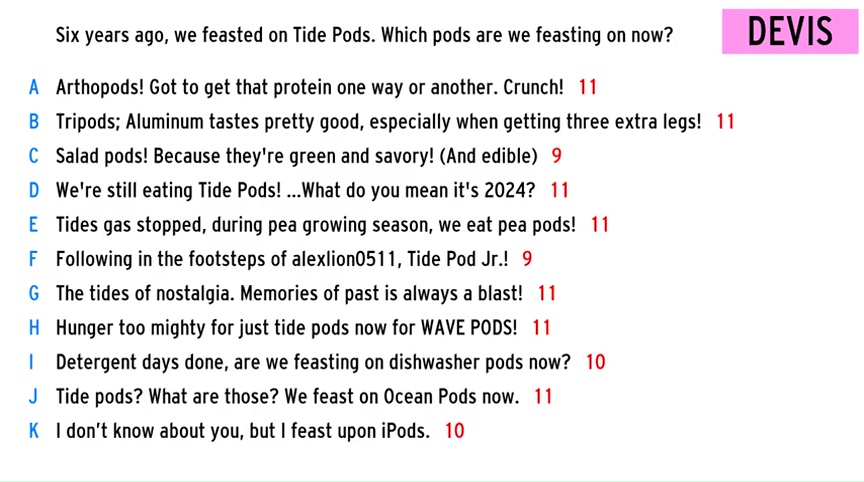 Six years ago, we feasted on Tide Pods. Which pods are we feasting on now?
DEVIS
A Arthopods! Got to get that protein one way or another. Crunch! 11
B Tripods; Aluminum tastes pretty good, especially when getting three extra legs! 11
C Salad pods! Because they're green and savory! (And edible) 9
D We're still eating Tide Pods! ...What do you mean it's 2024? 11
E Tides gas stopped, during pea growing season, we eat pea pods! 11
F Following in the footsteps of alexlion0511, Tide Pod Jr.! 9
G The tides of nostalgia. Memories of past is always a blast! 11
H Hunger too mighty for just tide pods now for WAVE PODS! 11
I Detergent days done, are we feasting on dishwasher pods now? 10
J Tide pods? What are those? We feast on Ocean Pods now. 11
K I don't know about you, but I feast upon iPods. 10